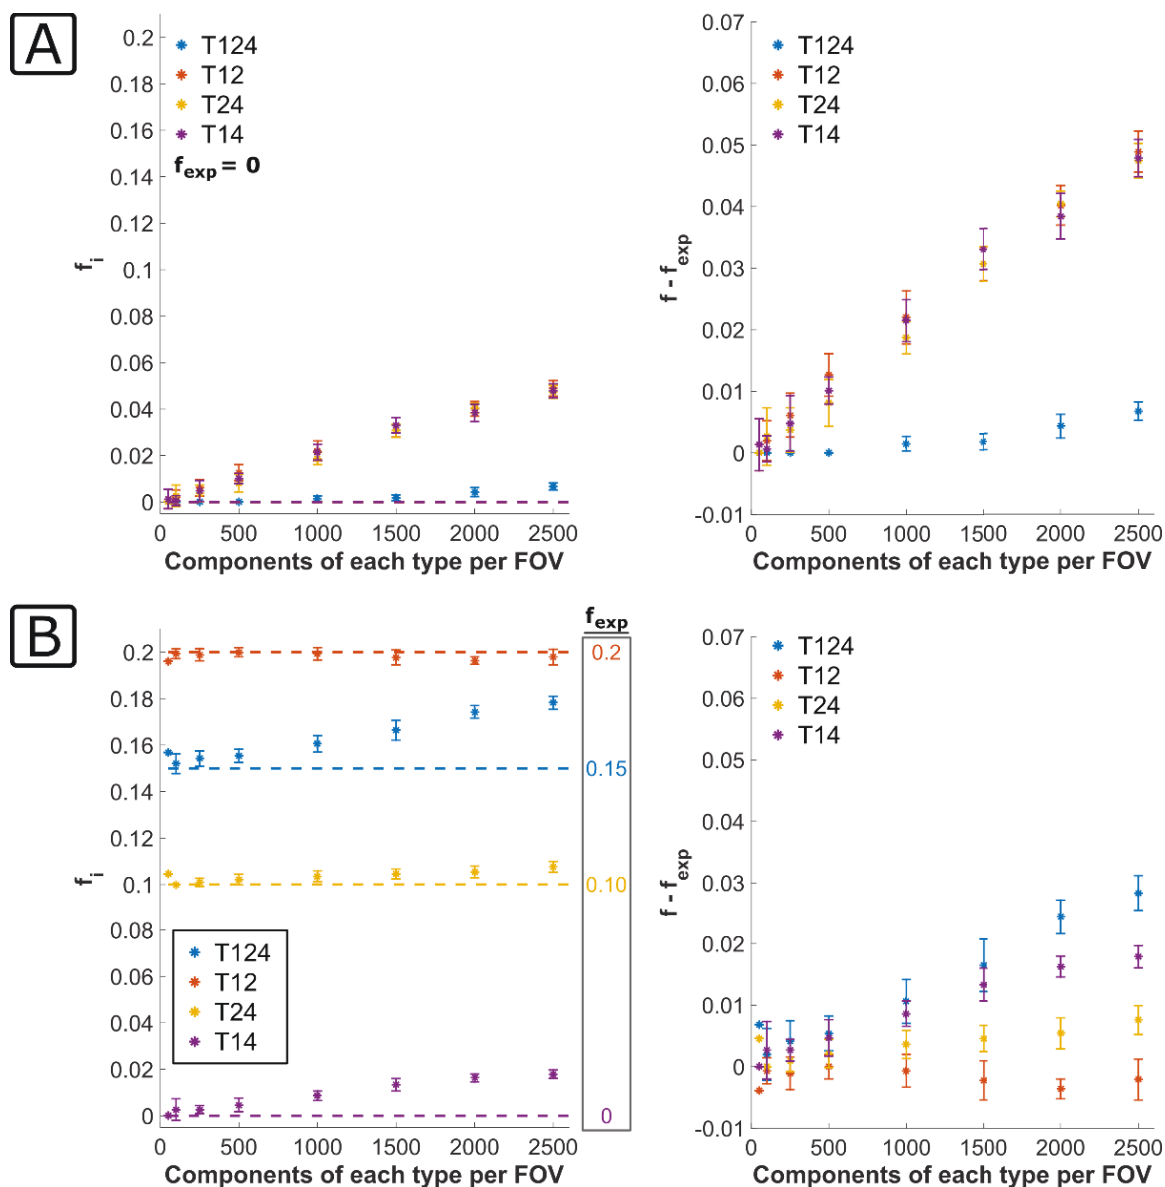 A
0.2
0.18
0.16
0.14
0.12
0.1
0.08
0.06
0.04
0.02
0
f_i
T124
T12
T24
T14
f_exp = 0
0 500 1000 1500 2000 2500
Components of each type per FOV
0.07
0.06
0.05
0.04
0.03
0.02
0.01
0
-0.01
f - f_exp
T124
T12
T24
T14
0 500 1000 1500 2000 2500
Components of each type per FOV
B
0.2
0.18
0.16
0.14
0.12
0.1
0.08
0.06
0.04
0.02
0
f_i
T124
T12
T24
T14
0 500 1000 1500 2000 2500
Components of each type per FOV
f_exp
0.2
0.15
0.10
0
0.07
0.06
0.05
0.04
0.03
0.02
0.01
0
-0.01
f - f_exp
T124
T12
T24
T14
0 500 1000 1500 2000 2500
Components of each type per FOV